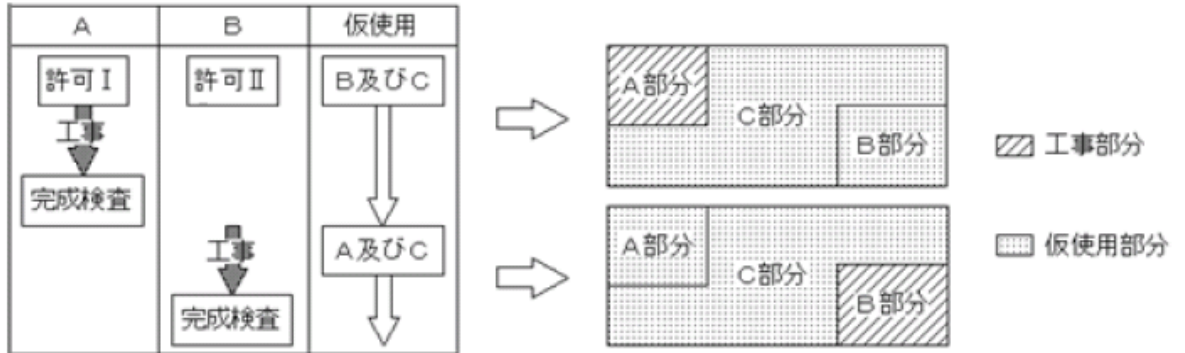 A B 仮使用
許可Ⅰ 許可Ⅱ B及びC
工事
完成検査
工事 A及びC
完成検査
A部分
C部分
B部分
工事部分
A部分
C部分
B部分
仮使用部分